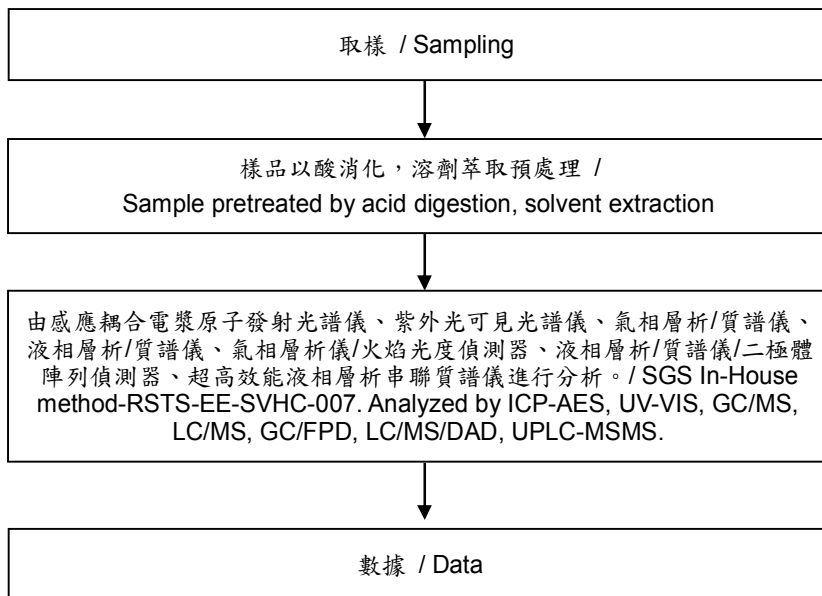 取樣 / Sampling
樣品以酸消化，溶劑萃取預處理 /
Sample pretreated by acid digestion, solvent extraction
由感應耦合電漿原子發射光譜儀、紫外光可見光譜儀、氣相層析/質譜儀、
液相層析/質譜儀、氣相層析儀/火焰光度偵測器、液相層析/質譜儀/二極體
陣列偵測器、超高效能液相層析串聯質譜儀進行分析。/ SGS In-House
method-RSTS-EE-SVHC-007. Analyzed by ICP-AES, UV-VIS, GC/MS,
LC/MS, GC/FPD, LC/MS/DAD, UPLC-MSMS.
數據 / Data